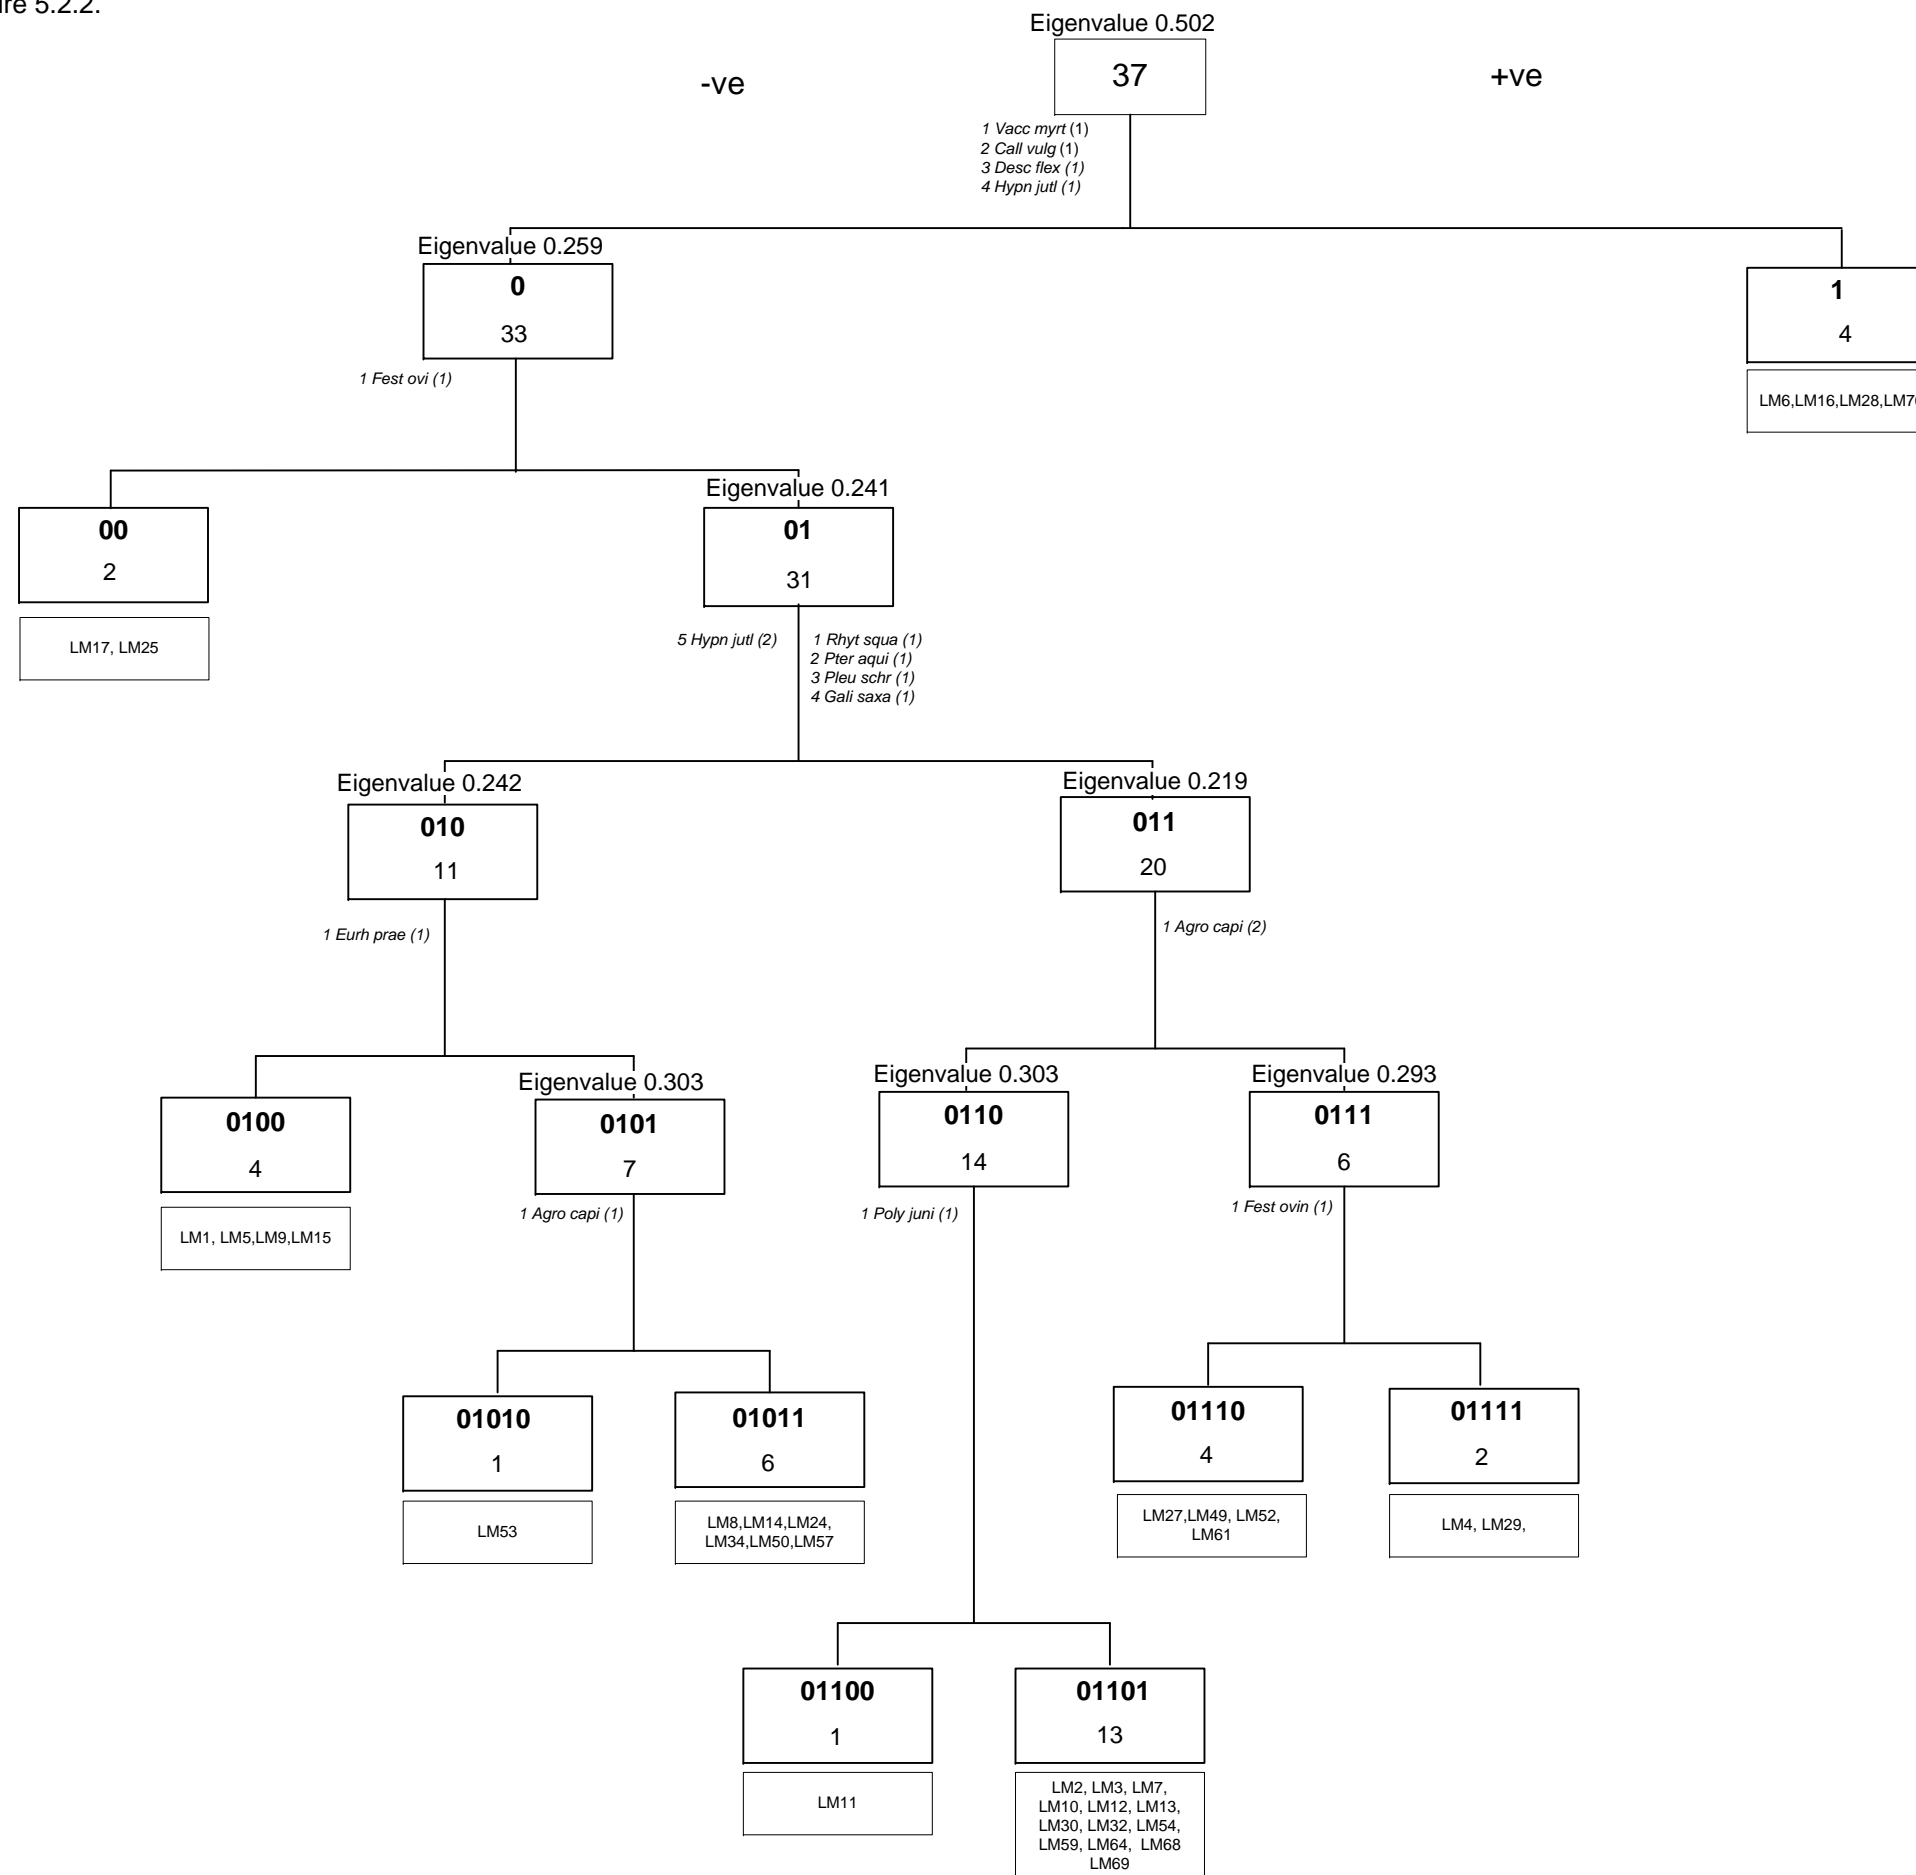 5.2.2.
Eigenvalue 0.502
37
-ve
+ve
1 Vacc myrt (1)
2 Call vulg (1)
3 Desc flex (1)
4 Hypn jutl (1)
Eigenvalue 0.259
0
33
1
4
1 Fest ovi (1)
LM6,LM16,LM28,
Eigenvalue 0.241
00
2
01
31
LM17, LM25
5 Hypn jutl (2)
1 Rhyt squa (1)
2 Pter aqui (1)
3 Pleu schr (1)
4 Gali saxa (1)
Eigenvalue 0.242
Eigenvalue 0.219
010
11
011
20
1 Eurh prae (1)
1 Agro capi (2)
Eigenvalue 0.303
Eigenvalue 0.303
Eigenvalue 0.293
0100
4
0101
7
0110
14
0111
6
LM1, LM5,LM9,LM15
1 Agro capi (1)
1 Poly juni (1)
1 Fest ovin (1)
01010
1
01011
6
01110
4
01111
2
LM53
LM8,LM14,LM24,
LM34,LM50,LM57
LM27,LM49, LM52,
LM61
LM4, LM29,
01100
1
01101
13
LM11
LM2, LM3, LM7,
LM10, LM12, LM13,
LM30, LM32, LM54,
LM59, LM64, LM68
LM69